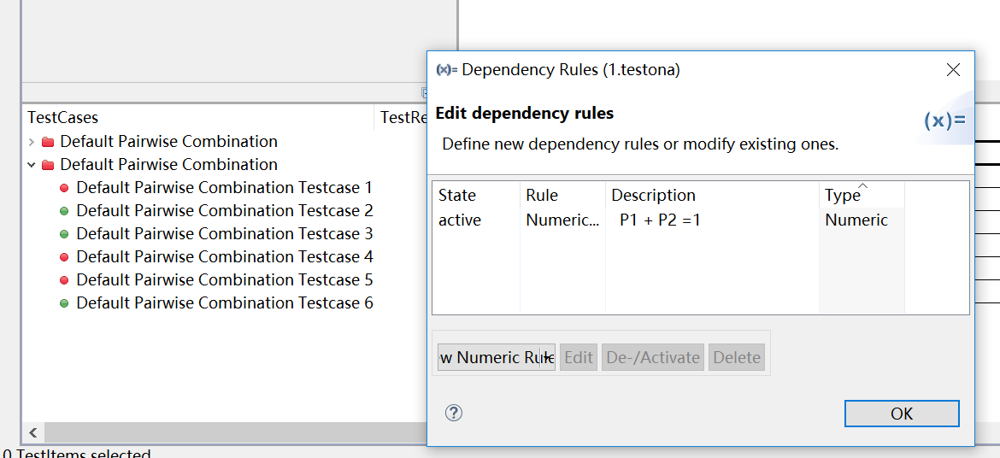 TestCases
TestRe
Default Pairwise Combination
Default Pairwise Combination
Default Pairwise Combination Testcase 1
Default Pairwise Combination Testcase 2
Default Pairwise Combination Testcase 3
Default Pairwise Combination Testcase 4
Default Pairwise Combination Testcase 5
Default Pairwise Combination Testcase 6
0 TestItems selected
(x)= Dependency Rules (1.testona)
Edit dependency rules
(x)=
Define new dependency rules or modify existing ones.
State Rule Description Type
active Numeric... P1 + P2 =1 Numeric
w Numeric Rule Edit De-/Activate Delete
?
OK